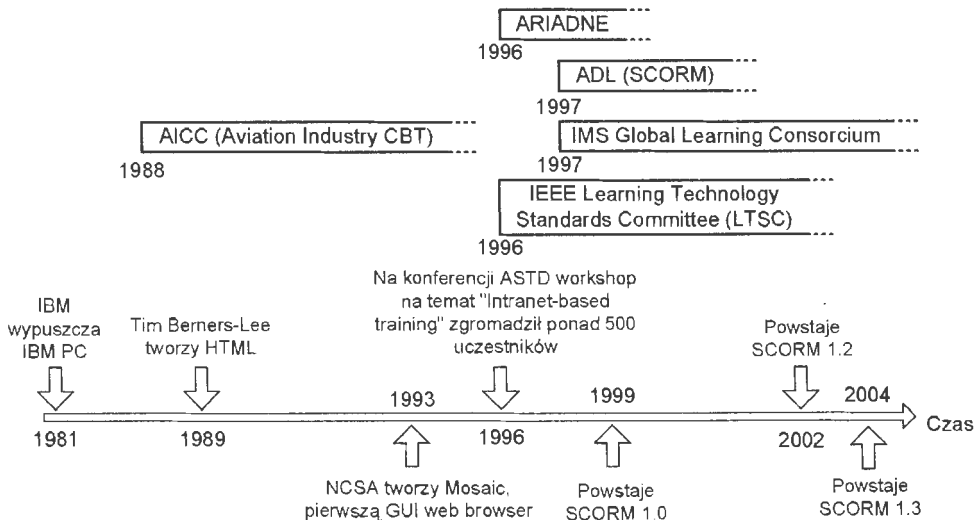 ARIADNE
1996
ADL (SCORM)
1997
AICC (Aviation Industry CBT)
1988
IMS Global Learning Consorcium
1997
IEEE Learning Technology
Standards Committee (LTSC)
1996
Na konferencji ASTD workshop
na temat "Intranet-based
training" zgromadził ponad 500
uczestników
IBM
wypuszcza
IBM PC
Tim Berners-Lee
tworzy HTML
Powstaje
SCORM 1.2
1993
1999
2004
1981
1989
1996
2002
Czas
NCSA tworzy Mosaic,
pierwszą GUI web browser
Powstaje
SCORM 1.0
Powstaje
SCORM 1.3